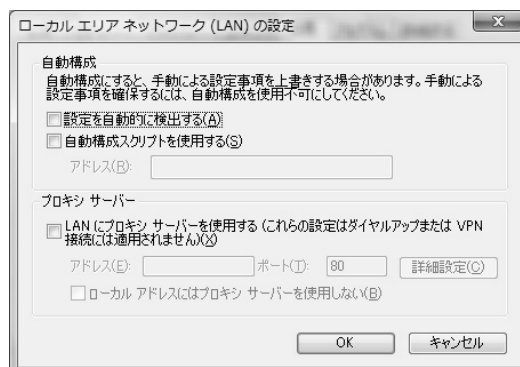 ローカル エリア ネットワーク (LAN) の設定
自動構成
自動構成にすると、手動による設定事項を上書きする場合があります。手動による
設定事項を確保するには、自動構成を使用不可にしてください。
設定を自動的に検出する(A)
自動構成スクリプトを使用する(S)
アドレス(R):
プロキシ サーバー
LAN にプロキシ サーバーを使用する (これらの設定はダイヤルアップまたは VPN
接続には適用されません)(X)
アドレス(E): ポート(T): 80 詳細設定(C)
ローカル アドレスにはプロキシ サーバーを使用しない(B)
OK キャンセル